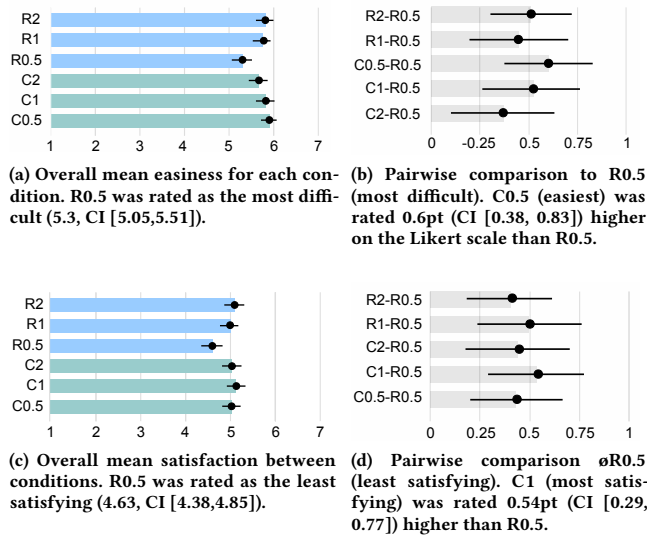 R2
R1
R0.5
C2
C1
C0.5
1 2 3 4 5 6 7
(a) Overall mean easiness for each con-
dition. R0.5 was rated as the most diffi-
cult (5.3, CI [5.05,5.51]).
R2-R0.5
R1-R0.5
C0.5-R0.5
C1-R0.5
C2-R0.5
0 -0.25 0.5 0.75 1
(b) Pairwise comparison to R0.5
(most difficult). C0.5 (easiest) was
rated 0.6pt (CI [0.38, 0.83]) higher
on the Likert scale than R0.5.
R2
R1
R0.5
C2
C1
C0.5
1 2 3 4 5 6 7
(c) Overall mean satisfaction between
conditions. R0.5 was rated as the least
satisfying (4.63, CI [4.38,4.85]).
R2-R0.5
R1-R0.5
C2-R0.5
C1-R0.5
C0.5-R0.5
0 0.25 0.5 0.75 1
(d) Pairwise comparison øR0.5
(least satisfying). C1 (most satis-
fying) was rated 0.54pt (CI [0.29,
0.77]) higher than R0.5.